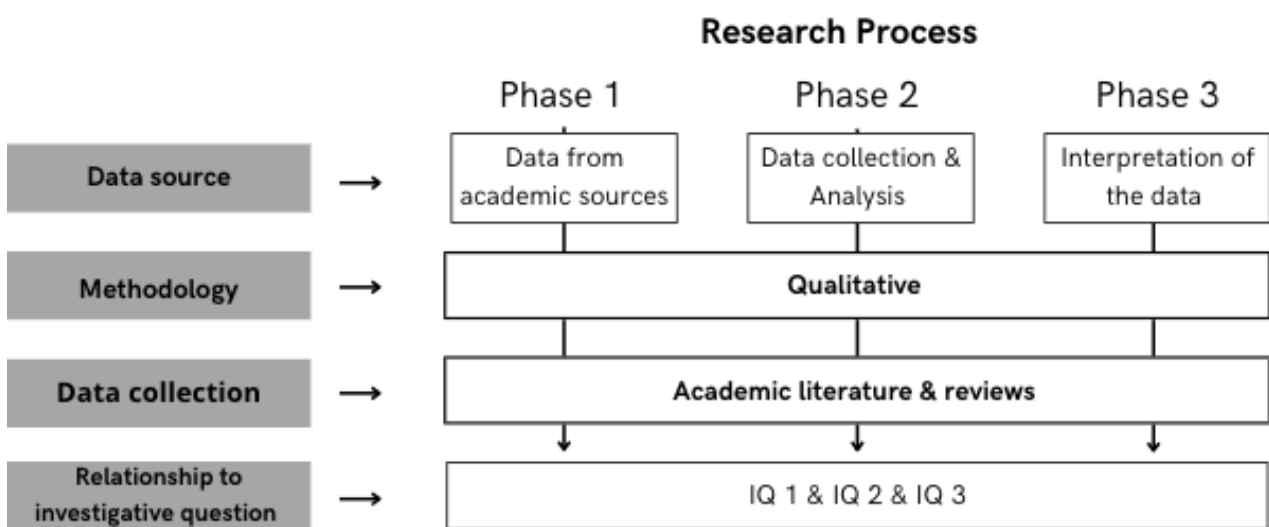 Research Process
Phase 1
Phase 2
Phase 3
Data source
Data from
academic sources
Data collection &
Analysis
Interpretation of
the data
Methodology
Qualitative
Data collection
Academic literature & reviews
Relationship to
investigative question
IQ 1 & IQ 2 & IQ 3